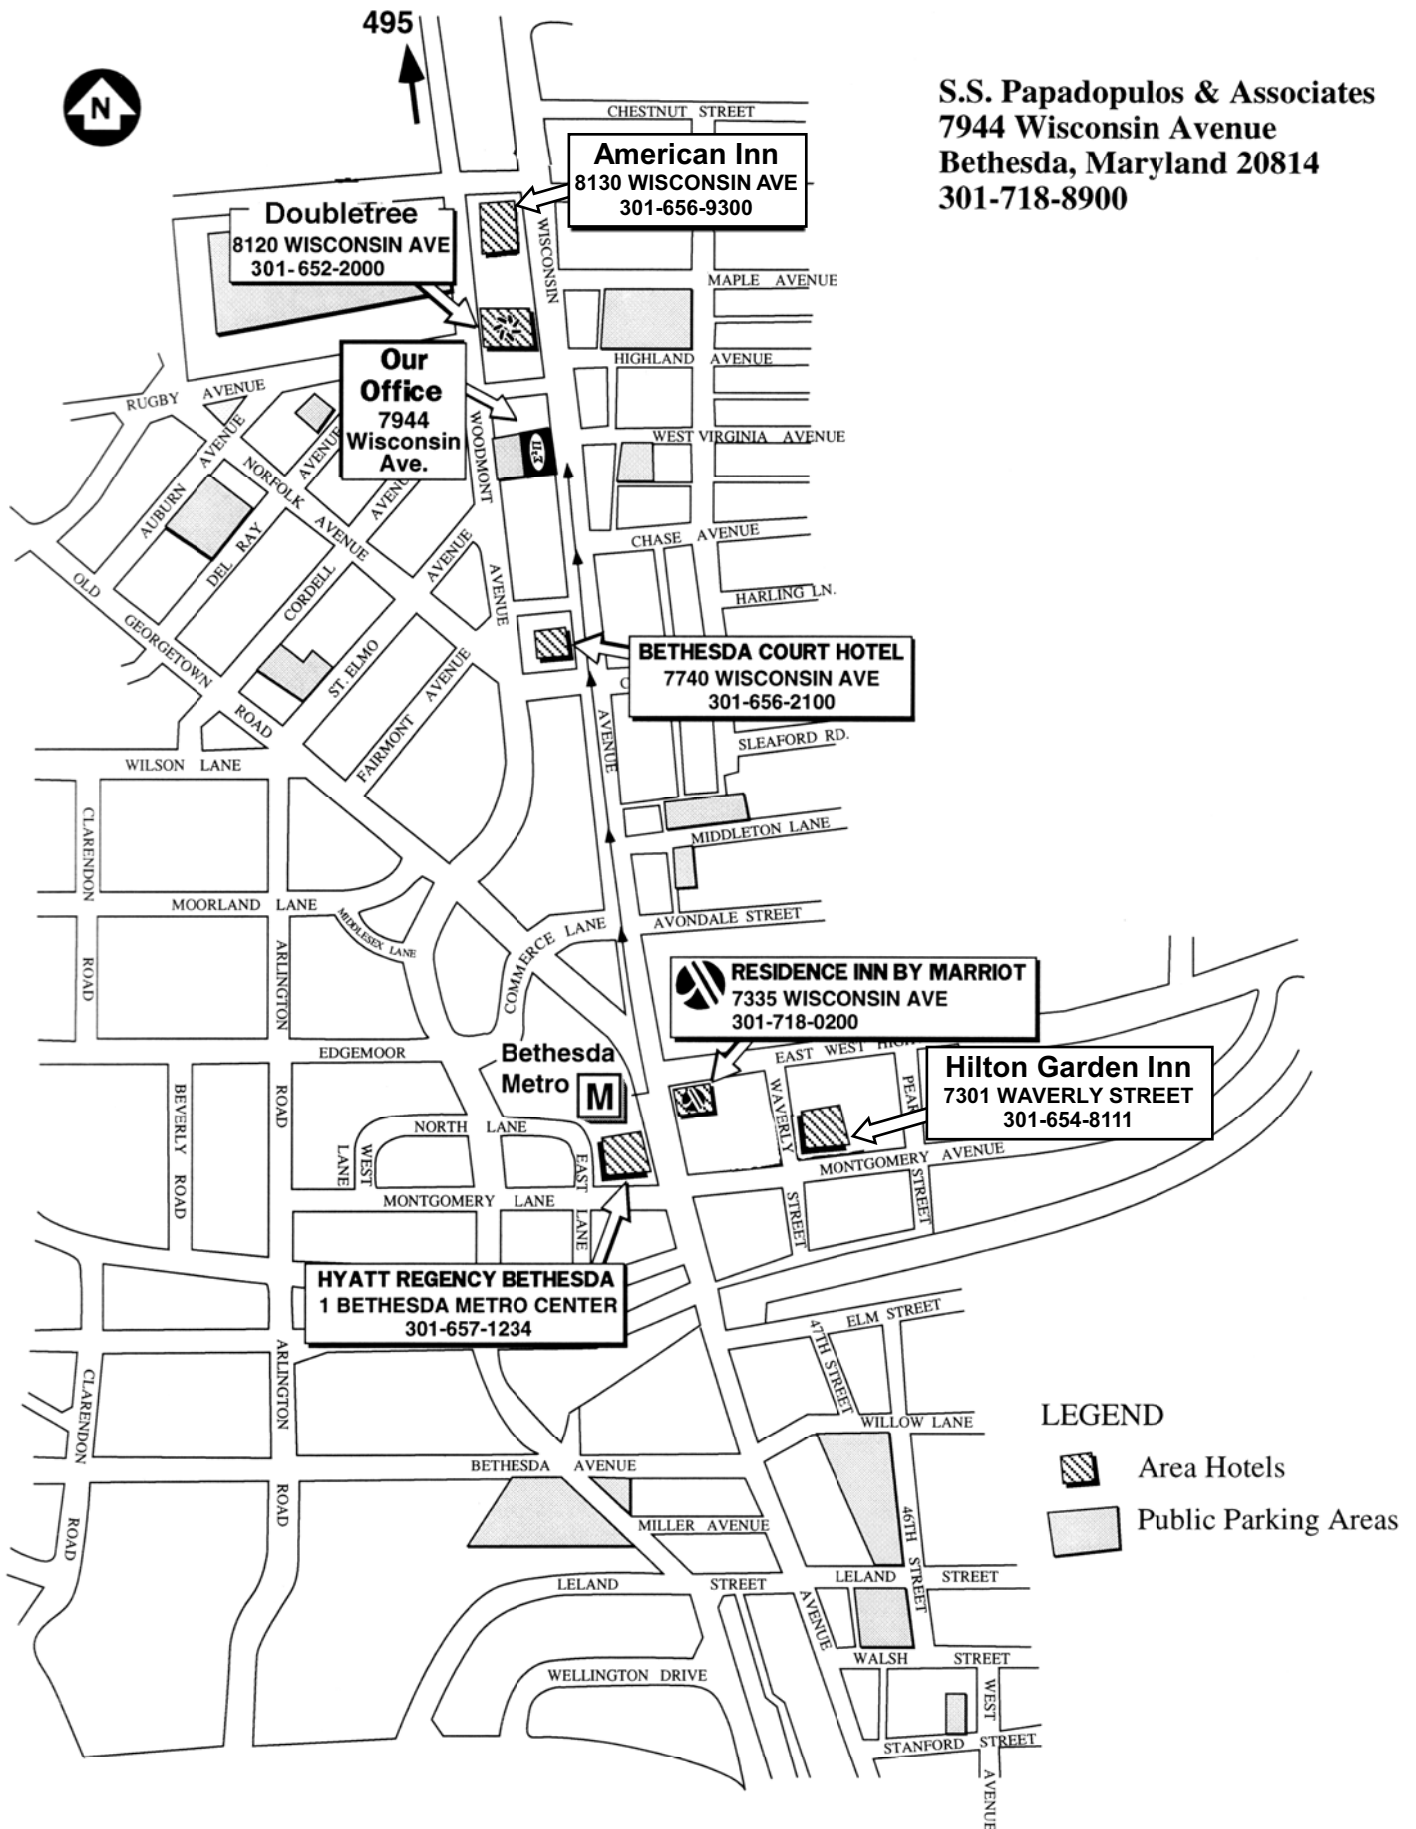 495
N
S.S. Papadopulos & Associates
7944 Wisconsin Avenue
Bethesda, Maryland 20814
301-718-8900
CHESTNUT STREET
American Inn
8130 WISCONSIN AVE
301-656-9300
Doubletree
8120 WISCONSIN AVE
301-652-2000
WISCONSIN
MAPLE AVENUE
HIGHLAND AVENUE
Our
Office
7944
Wisconsin
Ave.
RUGBY AVENUE
WOODMONT
AVENUE
WEST VIRGINIA AVENUE
AUBURN
AVENUE
NORFOLK
AVENUE
AVENUE
AVENUE
AVENUE
DEL RAY
CORDELL
ST. ELMO
FAIRMONT AVENUE
CHASE AVENUE
HARLING LN.
OLD
GEORGETOWN
ROAD
BETHESDA COURT HOTEL
7740 WISCONSIN AVE
301-656-2100
AVENUE
SLEAFORD RD.
WILSON LANE
CLARENDON
ROAD
MIDDLETON LANE
MOORLAND LANE
MIDDLESEX LANE
ARLINGTON
ROAD
COMMERCE LANE
AVONDALE STREET
RESIDENCE INN BY MARRIOT
7335 WISCONSIN AVE
301-718-0200
EDGEMOOR
Bethesda
Metro
M
EAST WEST
Hilton Garden Inn
7301 WAVERLY STREET
301-654-8111
BEVERLY ROAD
WAVERLY
STREET
STREET
NORTH LANE
WEST
LANE
EAST
LANE
MONTGOMERY AVENUE
MONTGOMERY LANE
HYATT REGENCY BETHESDA
1 BETHESDA METRO CENTER
301-657-1234
ELM STREET
47TH STREET
ARLINGTON
ROAD
CLARENDON
ROAD
WILLOW LANE
LEGEND
Area Hotels
Public Parking Areas
BETHESDA AVENUE
MILLER AVENUE
46TH
STREET
LELAND STREET
LELAND STREET
AVENUE
WALSH STREET
WELLINGTON DRIVE
WEST
AVENUE
STANFORD STREET